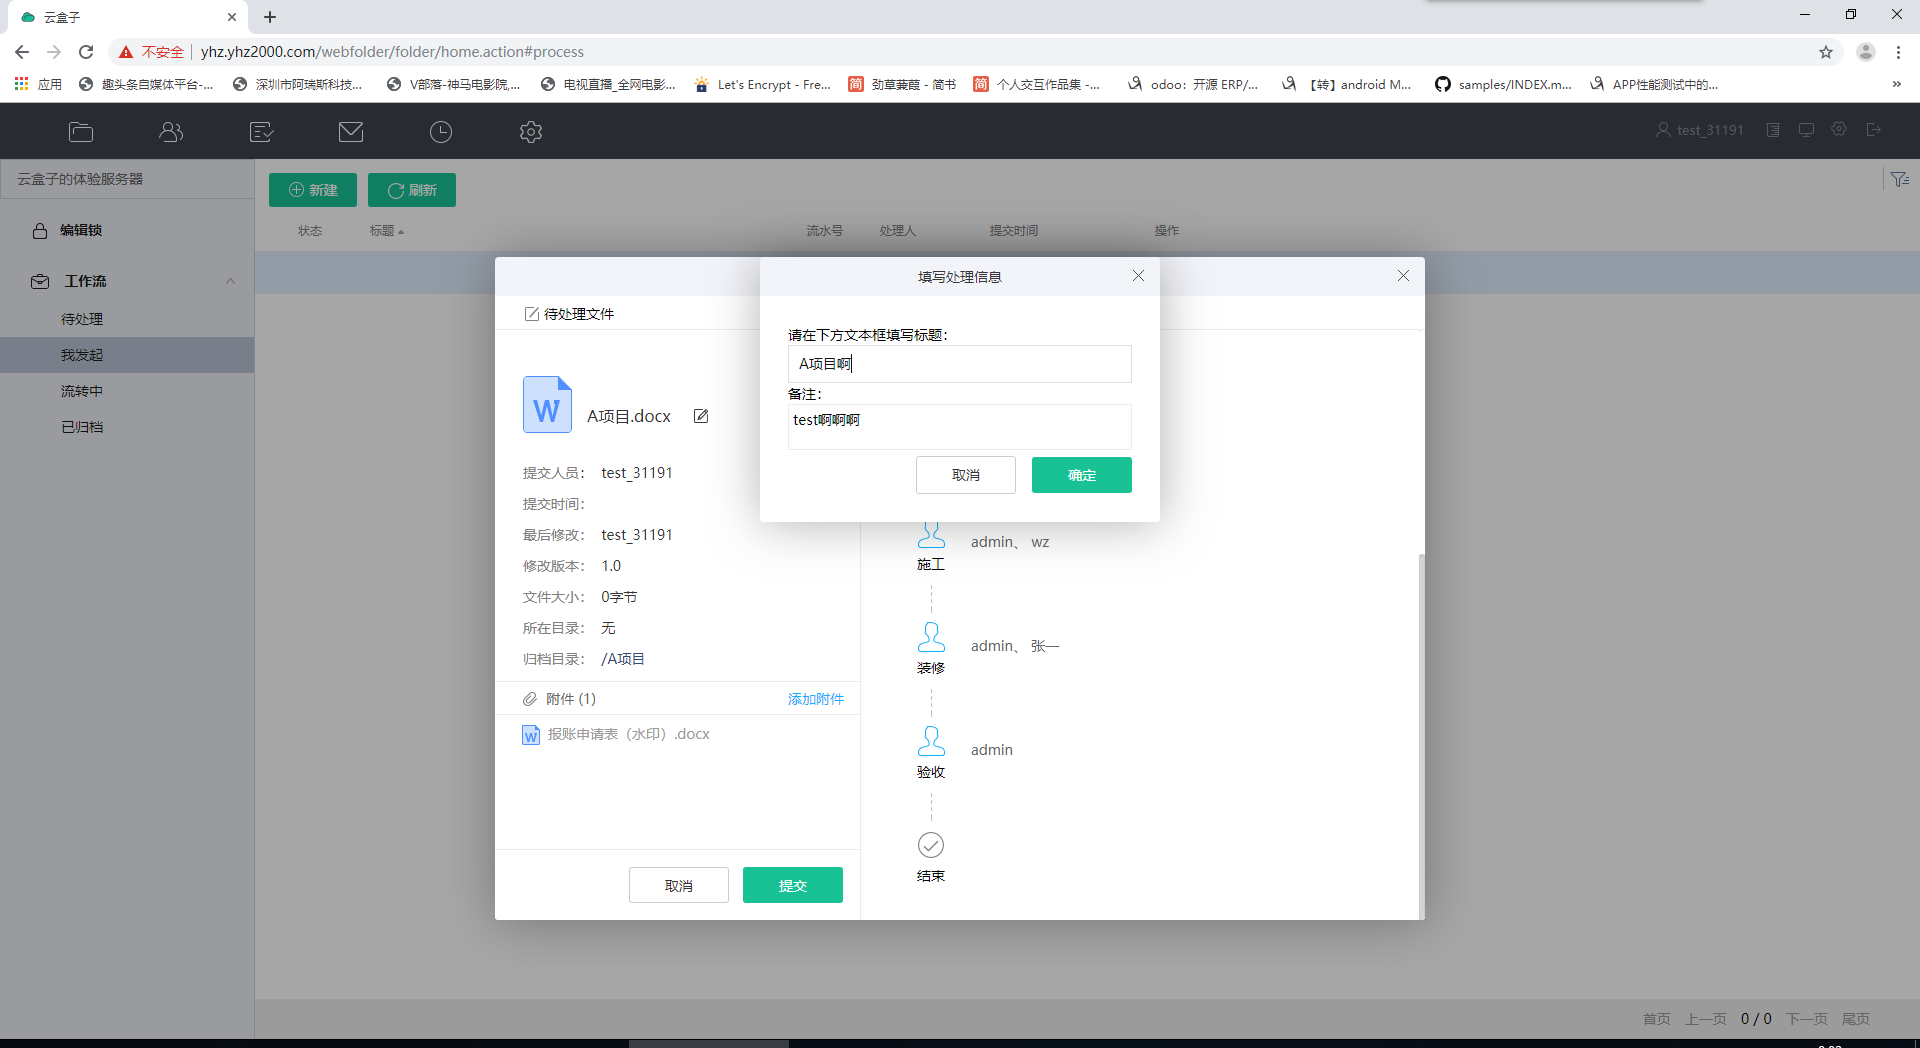 云盒子
不安全 yhz.yhz2000.com/webfolder/folder/home.action#process
应用 趣头条自媒体平台-... 深圳市阿瑞斯科技... V部落-神马电影院,... 电视直播_全网电影... Let's Encrypt - Fre... 简 劲草蒹葭 - 简书 简 个人交互作品集 -... odoo：开源 ERP/... 【转】android M... samples/INDEX.m... APP性能测试中的... »
test_31191
云盒子的体验服务器
新建 刷新
编辑锁
状态 标题 流水号 处理人 提交时间 操作
工作流
待处理
我发起
流转中
已归档
填写处理信息
待处理文件
请在下方文本框填写标题：
A项目啊
备注：
test啊啊啊
取消 确定
W A项目.docx
提交人员： test_31191
提交时间：
最后修改： test_31191
修改版本： 1.0
文件大小： 0字节
所在目录： 无
归档目录： /A项目
附件 (1) 添加附件
W 报账申请表（水印）.docx
取消 提交
admin、 wz
施工
admin、 张一
装修
admin
验收
结束
首页 上一页 0 / 0 下一页 尾页